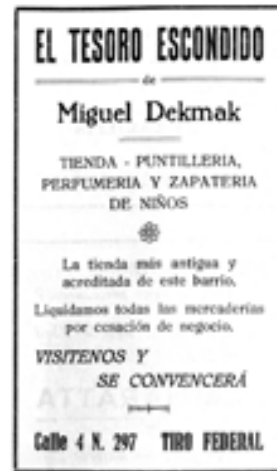 EL TESORO ESCONDIDO
de
Miguel Dekmak
TIENDA - PUNTILLERIA,
PERFUMERIA Y ZAPATERIA
DE NIÑOS
La tienda más antigua y
acreditada de este barrio.
Liquidamos todas las mercaderías
por cesación de negocio.
VISITENOS Y
SE CONVENCERÁ
Calle 4 N. 297 TIRO FEDERAL